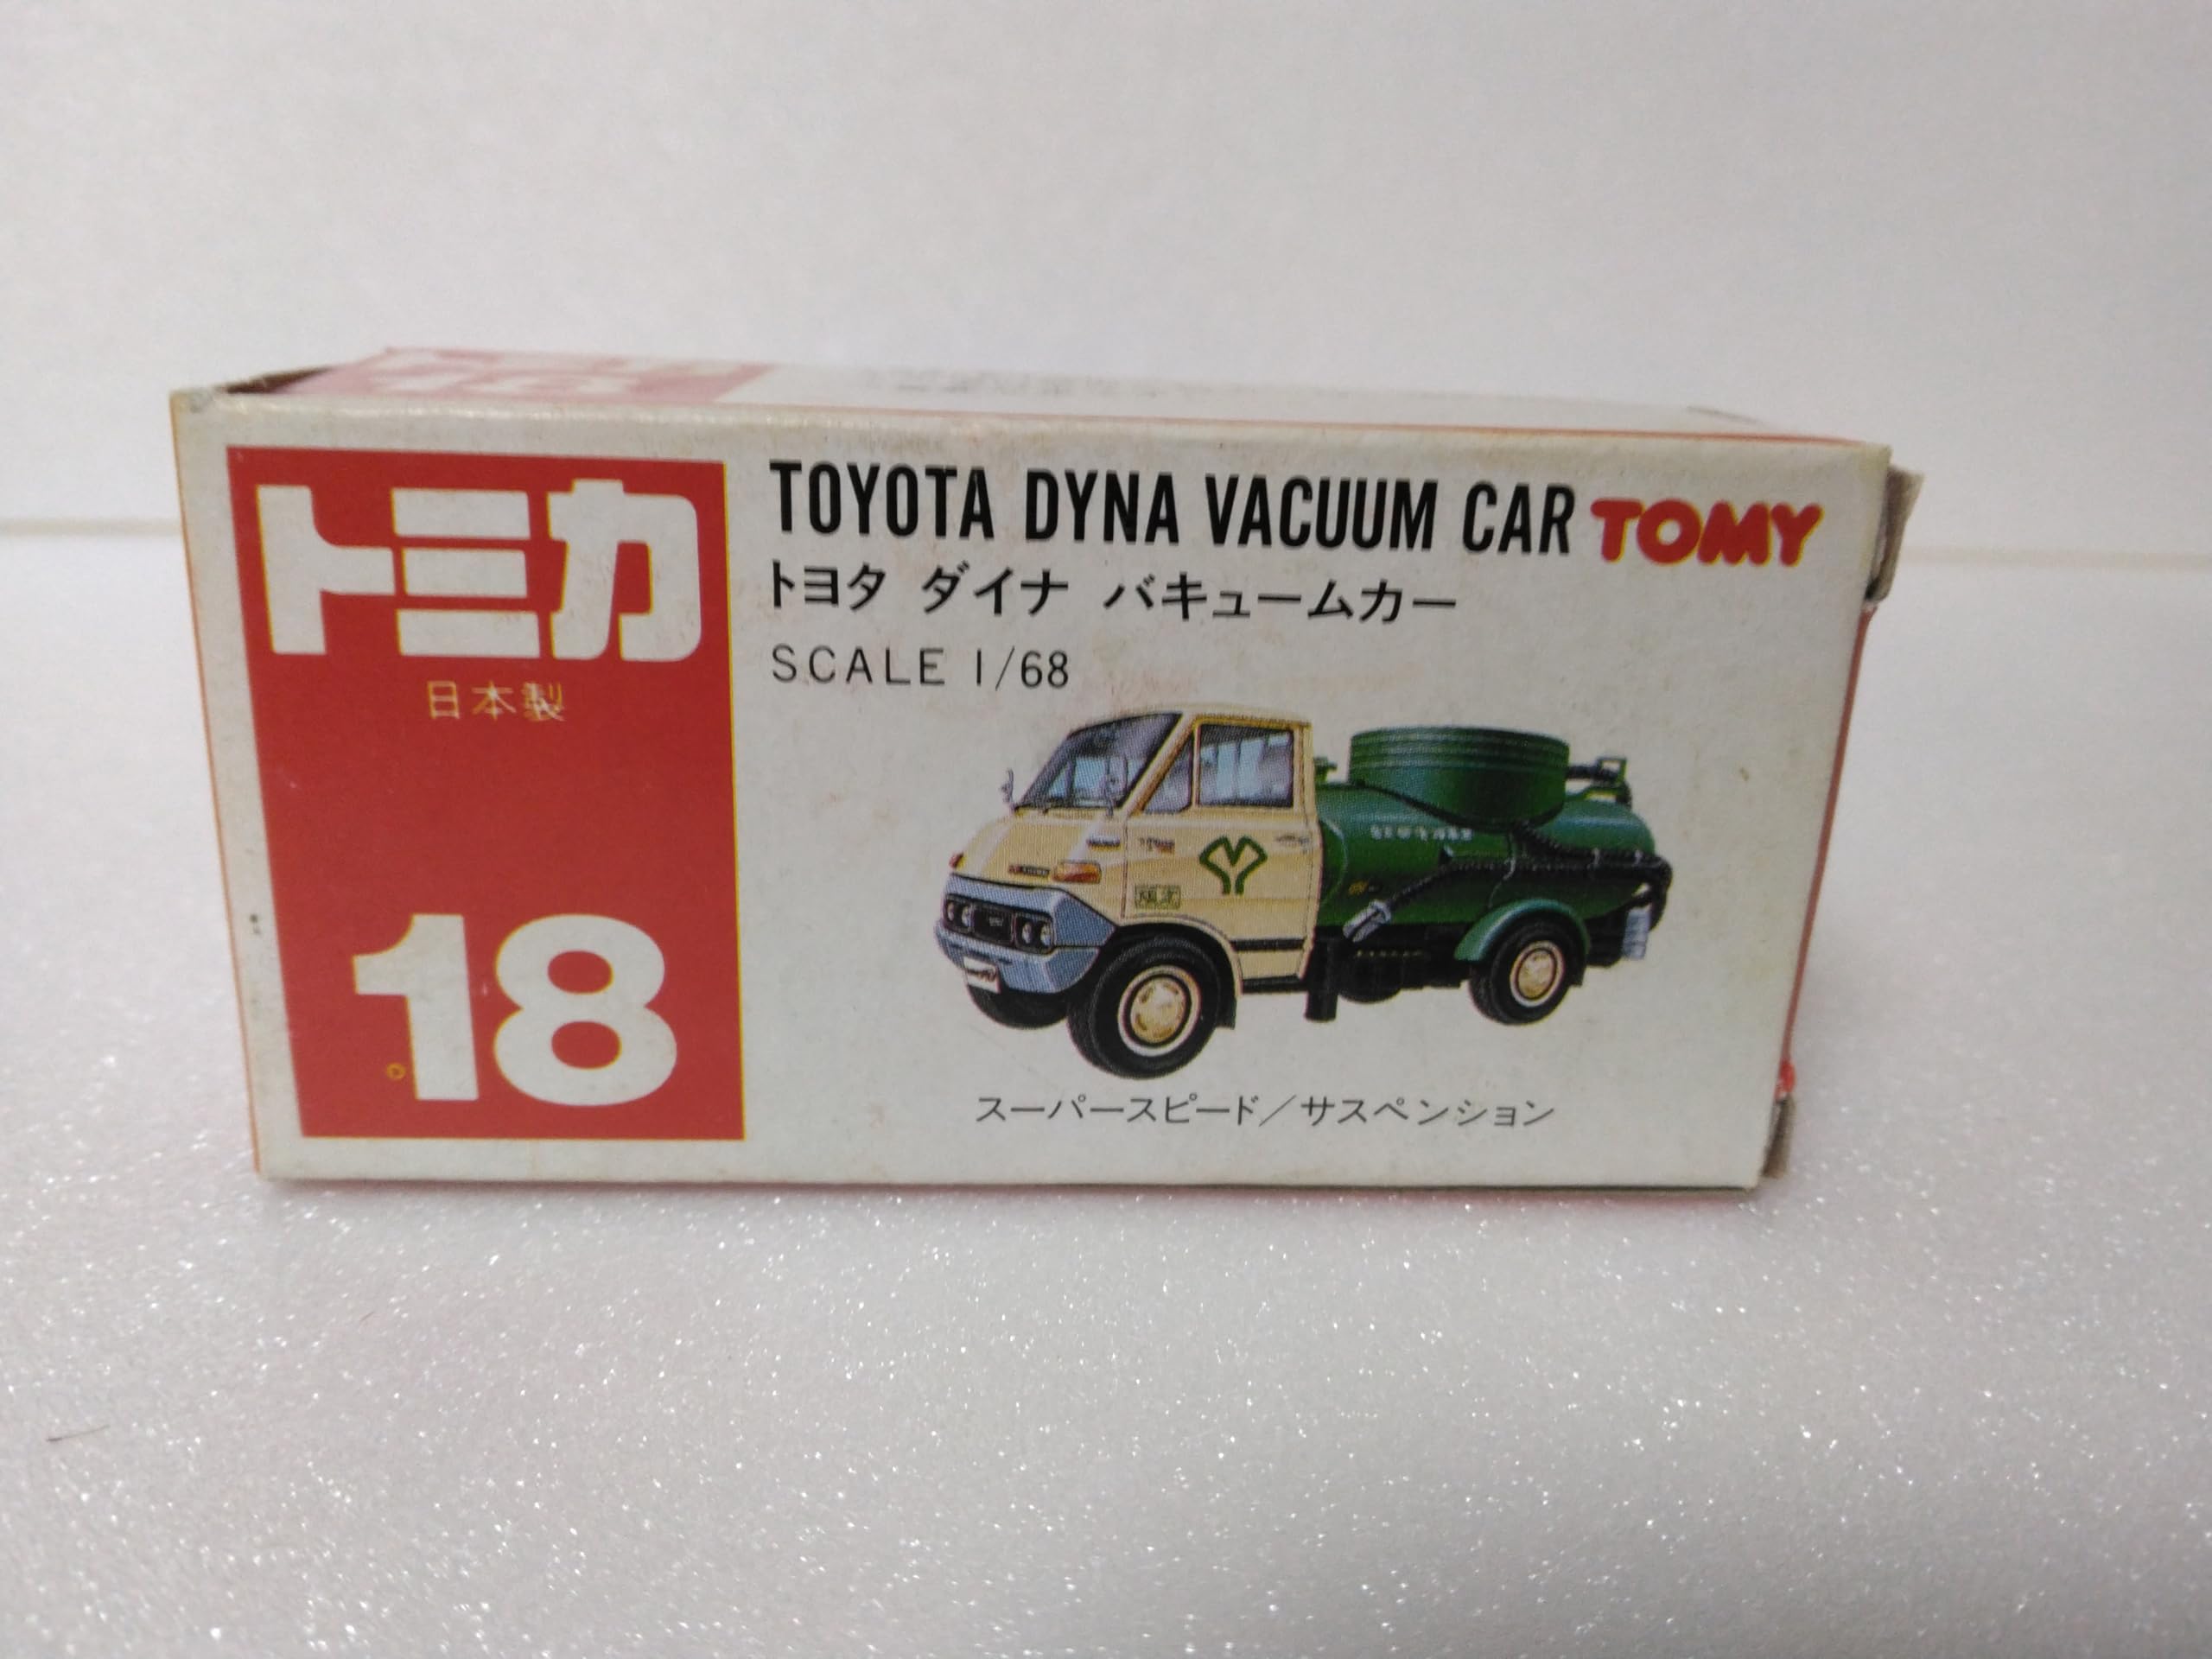 トミカ
日本製
18
TOYOTA DYNA VACUUM CAR TOMY
トヨタ ダイナ バキュームカー
SCALE 1/68
スーパースピード/サスペンション